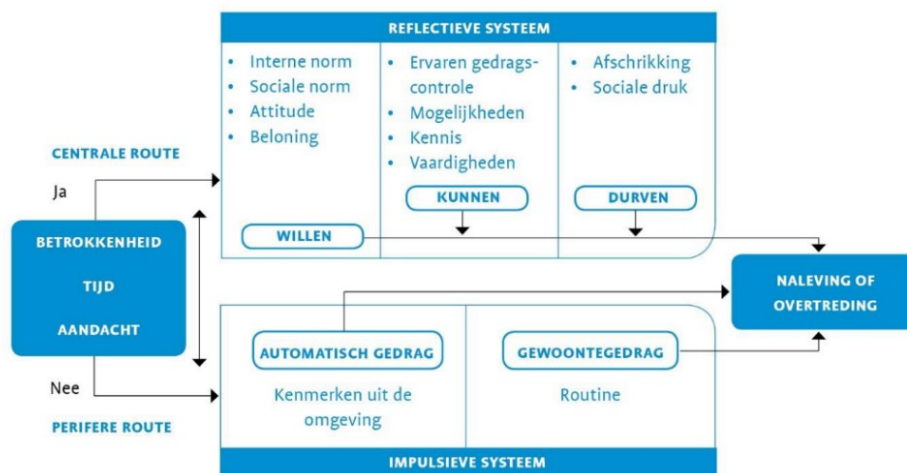 REFLECTIEVE SYSTEEM
• Interne norm
• Sociale norm
• Attitude
• Beloning
WILLEN
• Ervaren gedrags-
controle
• Mogelijkheden
• Kennis
• Vaardigheden
KUNNEN
• Afschrikking
• Sociale druk
DURVEN
CENTRALE ROUTE
Ja
BETROKKENHEID
TIJD
AANDACHT
Nee
PERIFERE ROUTE
NALEVING OF
OVERTREDING
AUTOMATISCH GEDRAG
Kenmerken uit de
omgeving
GEWOONTEGEDRAG
Routine
IMPULSIEVE SYSTEEM